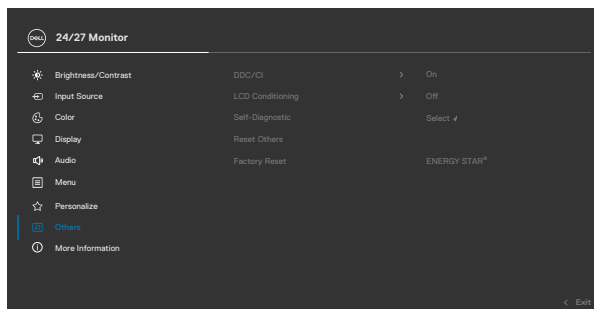 DELL 24/27 Monitor
Brightness/Contrast DDC/CI > On
Input Source LCD Conditioning > Off
Color Self-Diagnostic Select ✓
Display Reset Others
Audio Factory Reset ENERGY STAR®
Menu
Personalize
Others
More Information
< Exit